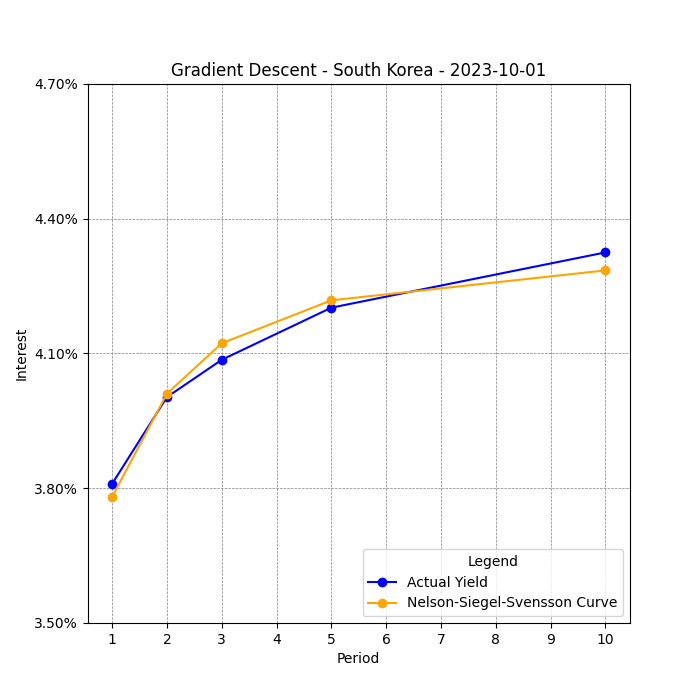 Gradient Descent - South Korea - 2023-10-01
4.70%
4.40%
4.10%
3.80%
3.50%
Interest
1 2 3 4 5 6 7 8 9 10
Period
Legend
Actual Yield
Nelson-Siegel-Svensson Curve